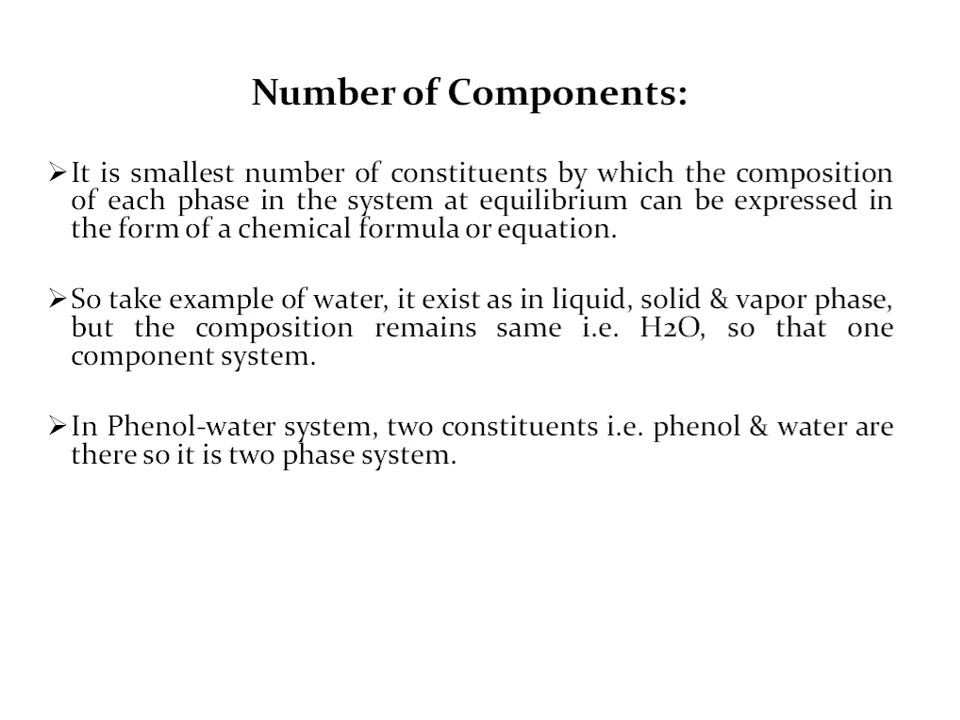 Number of Components:
➢It is smallest number of constituents by which the composition
of each phase in the system at equilibrium can be expressed in
the form of a chemical formula or equation.
➢So take example of water, it exist as in liquid, solid & vapor phase,
but the composition remains same i.e. H2O, so that one
component system.
➢In Phenol-water system, two constituents i.e. phenol & water are
there so it is two phase system.